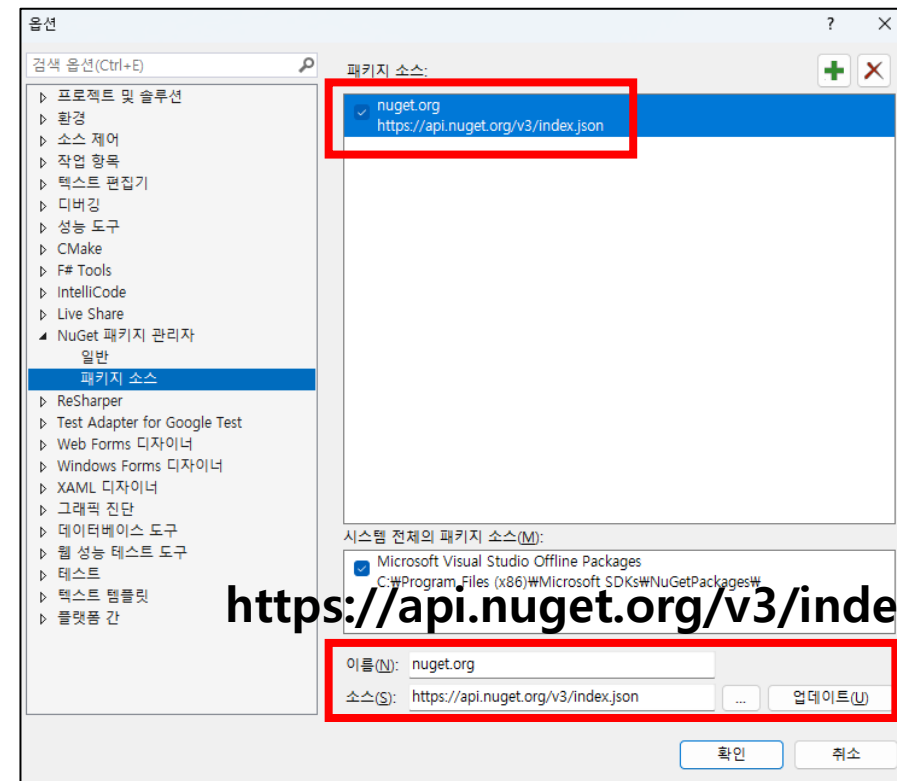 옵션
검색 옵션(Ctrl+E)
프로젝트 및 솔루션
환경
소스 제어
작업 항목
텍스트 편집기
디버깅
성능 도구
CMake
F# Tools
IntelliCode
Live Share
NuGet 패키지 관리자
일반
패키지 소스
ReSharper
Test Adapter for Google Test
Web Forms 디자이너
Windows Forms 디자이너
XAML 디자이너
그래픽 진단
데이터베이스 도구
웹 성능 테스트 도구
테스트
텍스트 템플릿
플랫폼 간
패키지 소스:
nuget.org
https://api.nuget.org/v3/index.json
시스템 전체의 패키지 소스(M):
Microsoft Visual Studio Offline Packages
C:₩Program Files (x86)₩Microsoft SDKs₩NuGetPackages₩
https://api.nuget.org/v3/inde
이름(N): nuget.org
소스(S): https://api.nuget.org/v3/index.json ... 업데이트(U)
확인 취소